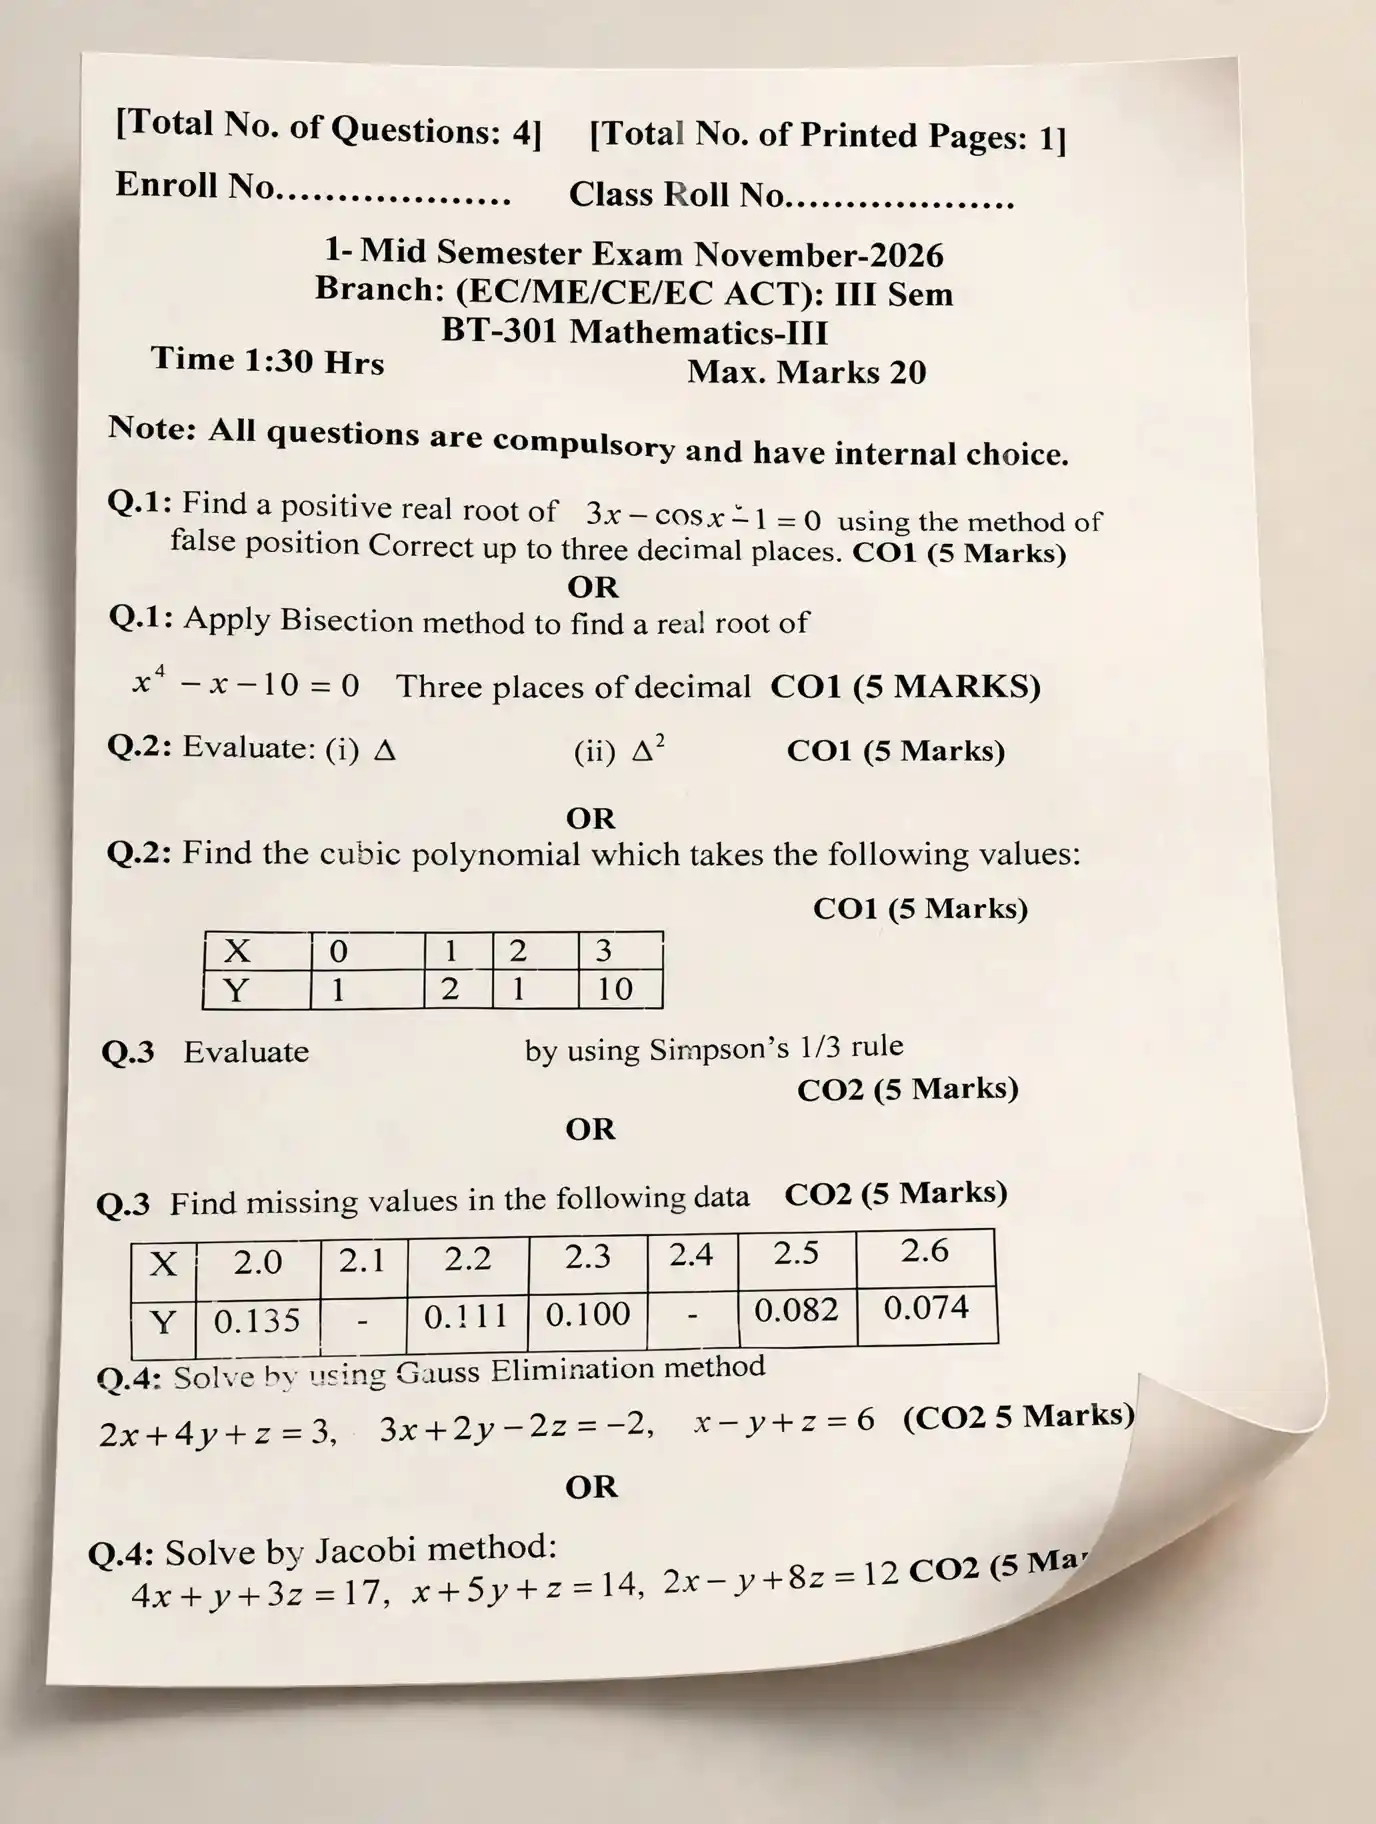 [Total No. of Questions: 4] [Total No. of Printed Pages: 1]
Enroll No................... Class Roll No...................
1- Mid Semester Exam November-2026
Branch: (EC/ME/CE/EC ACT): III Sem
BT-301 Mathematics-III
Time 1:30 Hrs Max. Marks 20
Note: All questions are compulsory and have internal choice.
Q.1: Find a positive real root of 3x – cosx – 1 = 0 using the method of
false position Correct up to three decimal places. CO1 (5 Marks)
OR
Q.1: Apply Bisection method to find a real root of
x⁴ – x – 10 = 0 Three places of decimal CO1 (5 MARKS)
Q.2: Evaluate: (i) Δ (ii) Δ² CO1 (5 Marks)
OR
Q.2: Find the cubic polynomial which takes the following values:
CO1 (5 Marks)
X 0 1 2 3
Y 1 2 1 10
Q.3 Evaluate by using Simpson's 1/3 rule
CO2 (5 Marks)
OR
Q.3 Find missing values in the following data CO2 (5 Marks)
X 2.0 2.1 2.2 2.3 2.4 2.5 2.6
Y 0.135 - 0.111 0.100 - 0.082 0.074
Q.4: Solve by using Gauss Elimination method
2x + 4y + z = 3, 3x + 2y – 2z = –2, x – y + z = 6 (CO2 5 Marks)
OR
Q.4: Solve by Jacobi method:
4x + y + 3z = 17, x + 5y + z = 14, 2x – y + 8z = 12 CO2 (5 Mar